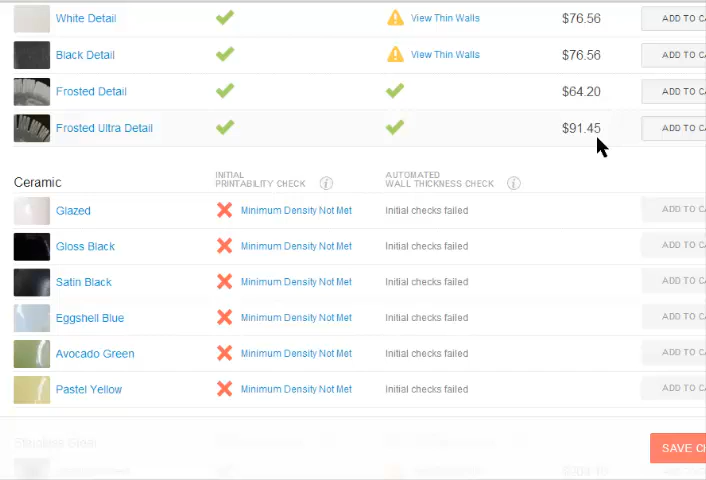 White Detail View Thin Walls $76.56 ADD TO CA
Black Detail View Thin Walls $76.56 ADD TO CA
Frosted Detail $64.20 ADD TO CA
Frosted Ultra Detail $91.45 ADD TO CA
Ceramic INITIAL PRINTABILITY CHECK i AUTOMATED WALL THICKNESS CHECK i
Glazed Minimum Density Not Met Initial checks failed ADD TO CA
Gloss Black Minimum Density Not Met Initial checks failed ADD TO CA
Satin Black Minimum Density Not Met Initial checks failed ADD TO CA
Eggshell Blue Minimum Density Not Met Initial checks failed ADD TO CA
Avocado Green Minimum Density Not Met Initial checks failed ADD TO CA
Pastel Yellow Minimum Density Not Met Initial checks failed ADD TO CA
SAVE CH